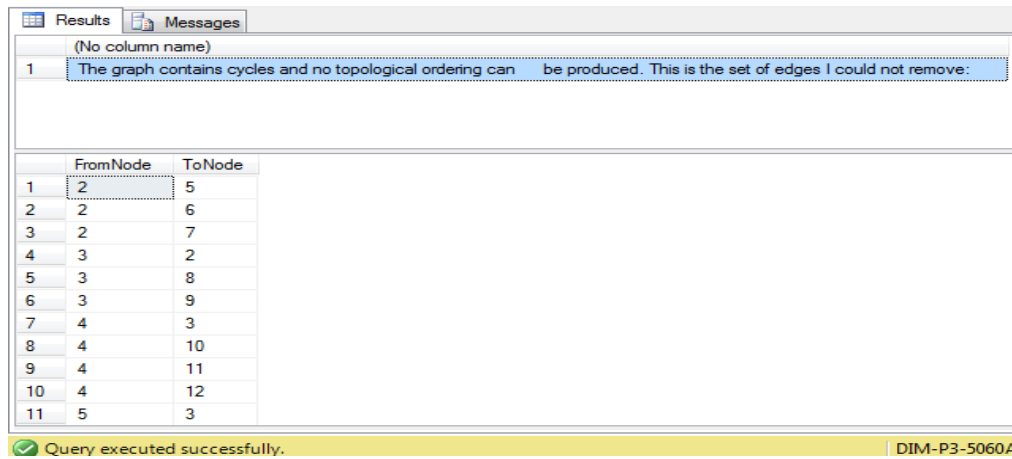 Results Messages
(No column name)
1 The graph contains cycles and no topological ordering can be produced. This is the set of edges I could not remove:
FromNode ToNode
1 2 5
2 2 6
3 2 7
4 3 2
5 3 8
6 3 9
7 4 3
8 4 10
9 4 11
10 4 12
11 5 3
Query executed successfully. DIM-P3-5060A